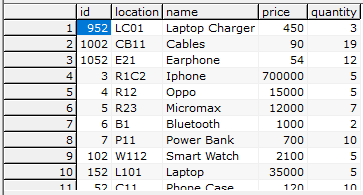 id location name price quantity
1 952 LC01 Laptop Charger 450 3
2 1002 CB11 Cables 90 19
3 1052 E21 Earphone 54 12
4 3 R1C2 Iphone 700000 5
5 4 R12 Oppo 15000 5
6 5 R23 Micromax 12000 7
7 6 B1 Bluetooth 1000 2
8 7 P11 Power Bank 700 10
9 102 W112 Smart Watch 2100 5
10 152 L101 Laptop 35000 5
11 52 C11 Phone Case 120 10